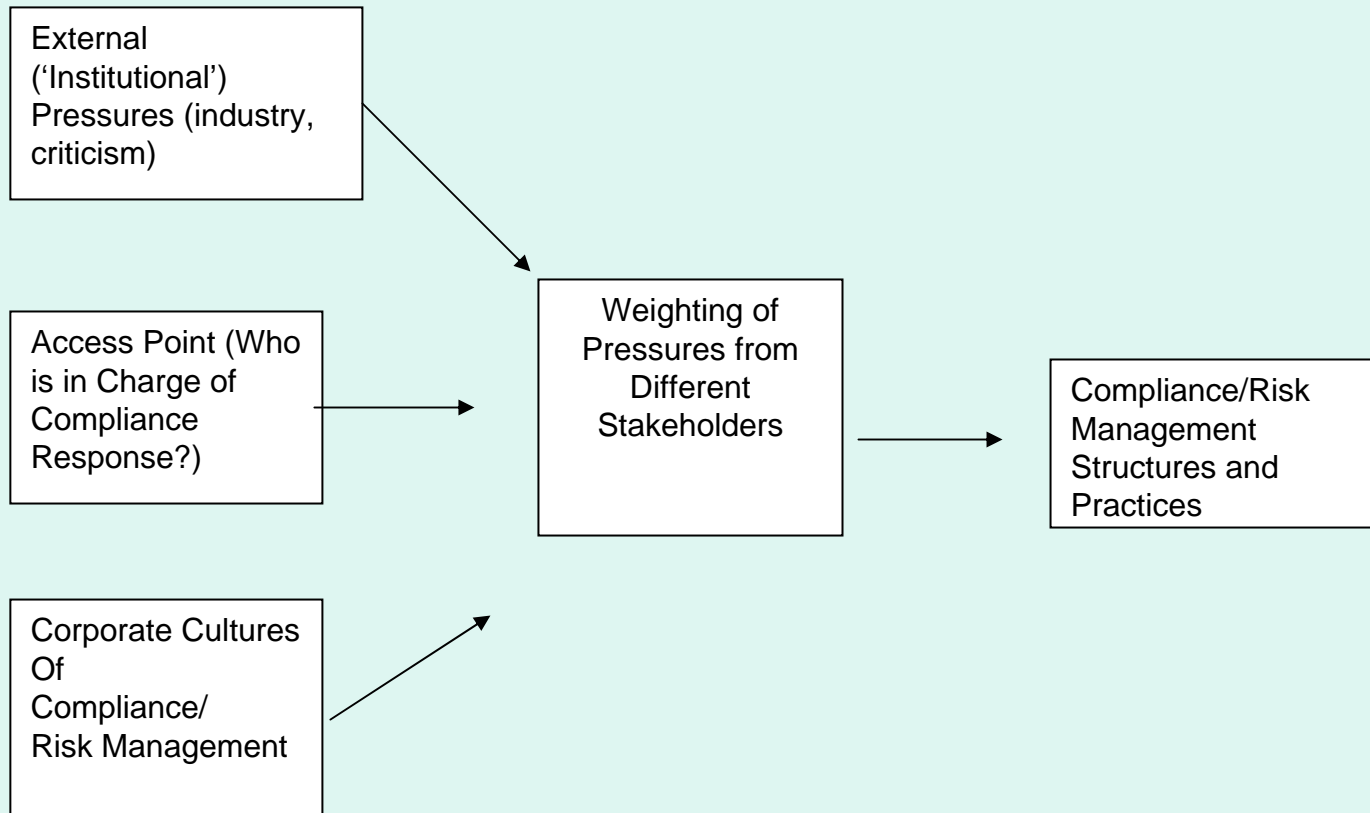 External
(‘Institutional’)
Pressures (industry,
criticism)
Access Point (Who
is in Charge of
Compliance
Response?)
Corporate Cultures
Of
Compliance/
Risk Management
Weighting of
Pressures from
Different
Stakeholders
Compliance/Risk
Management
Structures and
Practices